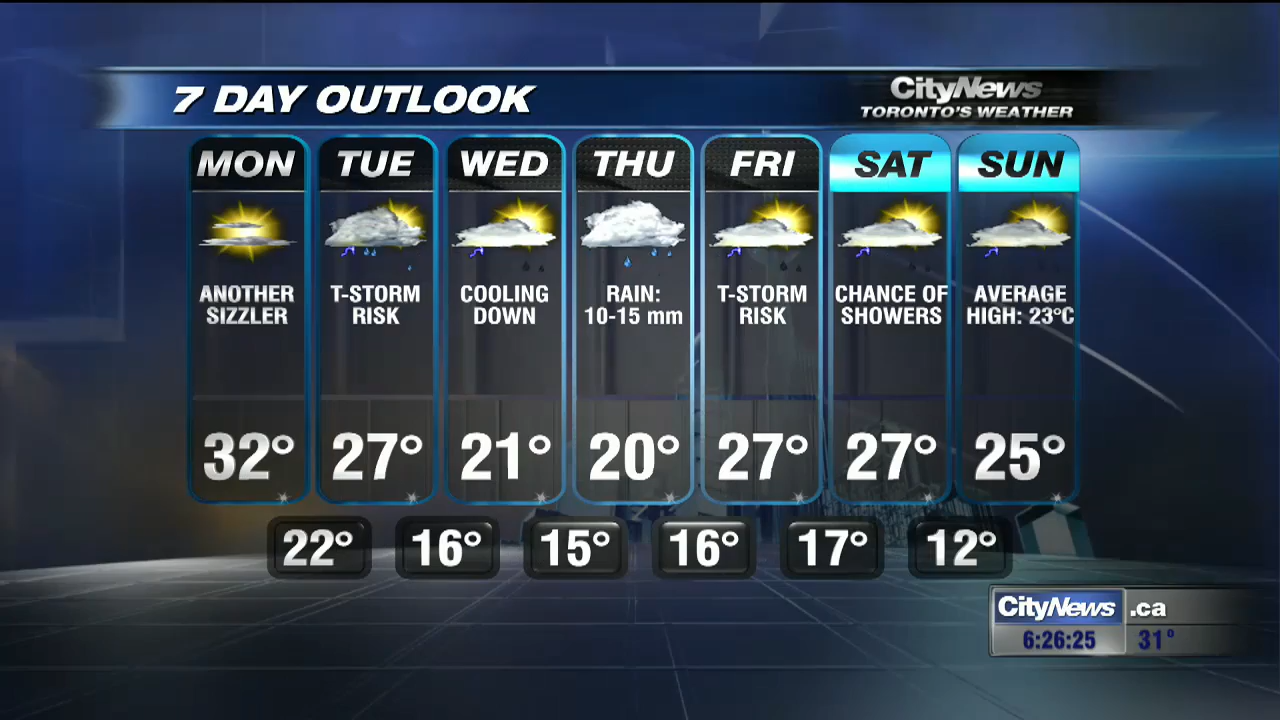 7 DAY OUTLOOK
CityNews
TORONTO'S WEATHER
MON TUE WED THU FRI SAT SUN
ANOTHER SIZZLER
T-STORM RISK
COOLING DOWN
RAIN: 10-15 mm
T-STORM RISK
CHANCE OF SHOWERS
AVERAGE HIGH: 23°C
32° 27° 21° 20° 27° 27° 25°
22° 16° 15° 16° 17° 12°
CityNews .ca
6:26:25 31°